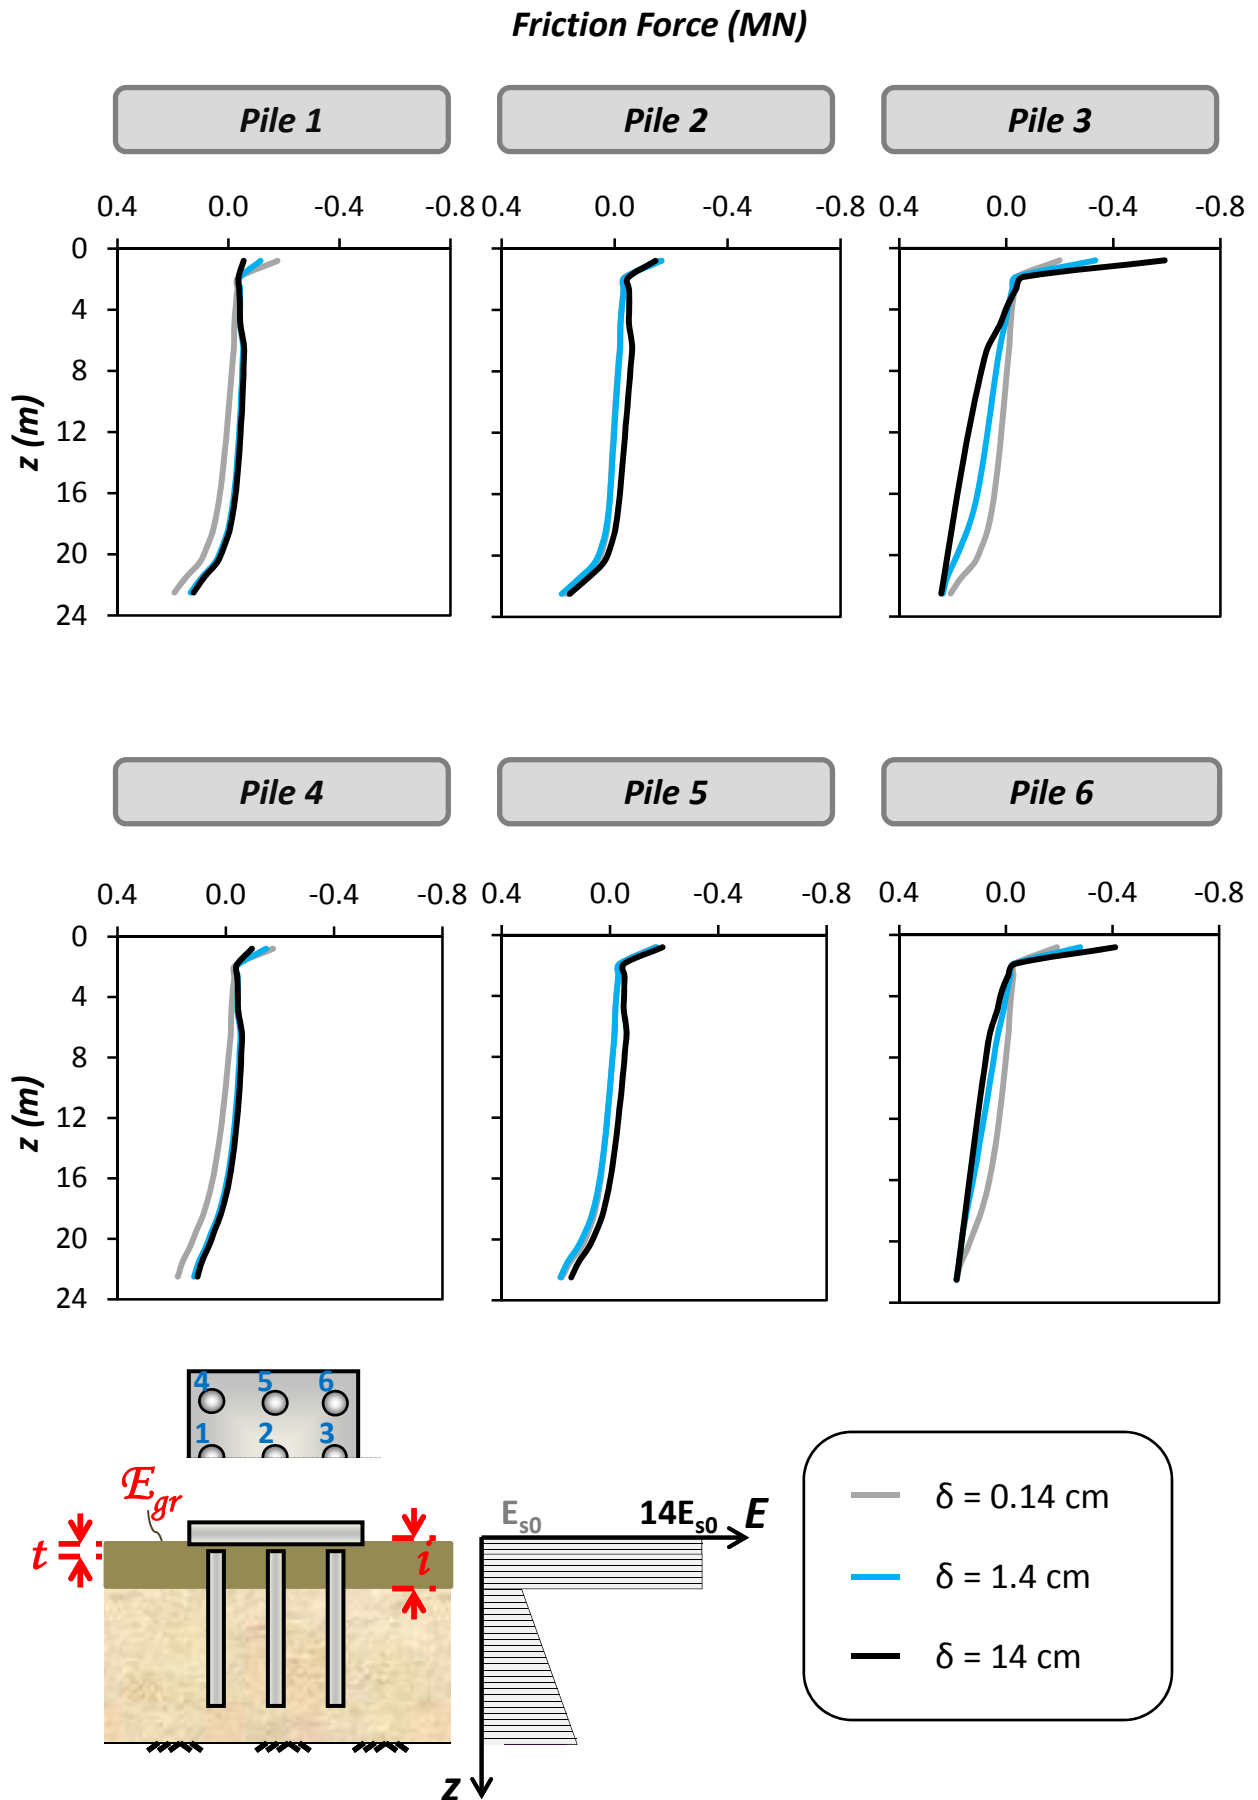 Friction Force (MN)
Pile 1 Pile 2 Pile 3
0.4 0.0 -0.4 -0.8 0.4 0.0 -0.4 -0.8 0.4 0.0 -0.4 -0.8
0
4
8
12
16
20
24
z (m)
Pile 4 Pile 5 Pile 6
0.4 0.0 -0.4 -0.8 0.4 0.0 -0.4 -0.8 0.4 0.0 -0.4 -0.8
0
4
8
12
16
20
24
z (m)
4 5 6
1 2 3
E_gr
t
i
E_s0 14E_s0 E
z
δ = 0.14 cm
δ = 1.4 cm
δ = 14 cm